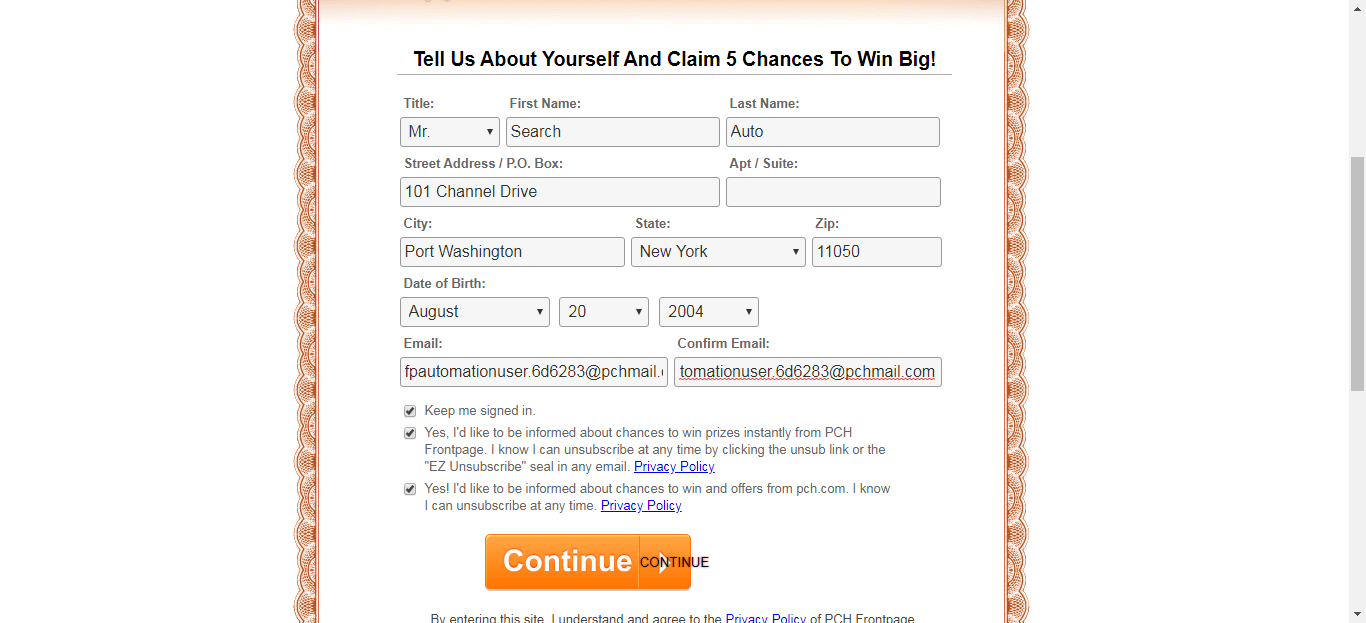 Tell Us About Yourself And Claim 5 Chances To Win Big!
Title: First Name: Last Name:
Mr. Search Auto
Street Address / P.O. Box: Apt / Suite:
101 Channel Drive
City: State: Zip:
Port Washington New York 11050
Date of Birth:
August 20 2004
Email: Confirm Email:
fpautomationuser.6d6283@pchmail. tomationuser.6d6283@pchmail.com
Keep me signed in.
Yes, I'd like to be informed about chances to win prizes instantly from PCH
Frontpage. I know I can unsubscribe at any time by clicking the unsub link or the
"EZ Unsubscribe" seal in any email. Privacy Policy
Yes! I'd like to be informed about chances to win and offers from pch.com. I know
I can unsubscribe at any time. Privacy Policy
Continue CONTINUE
By entering this site, I understand and agree to the Privacy Policy of PCH Frontpage